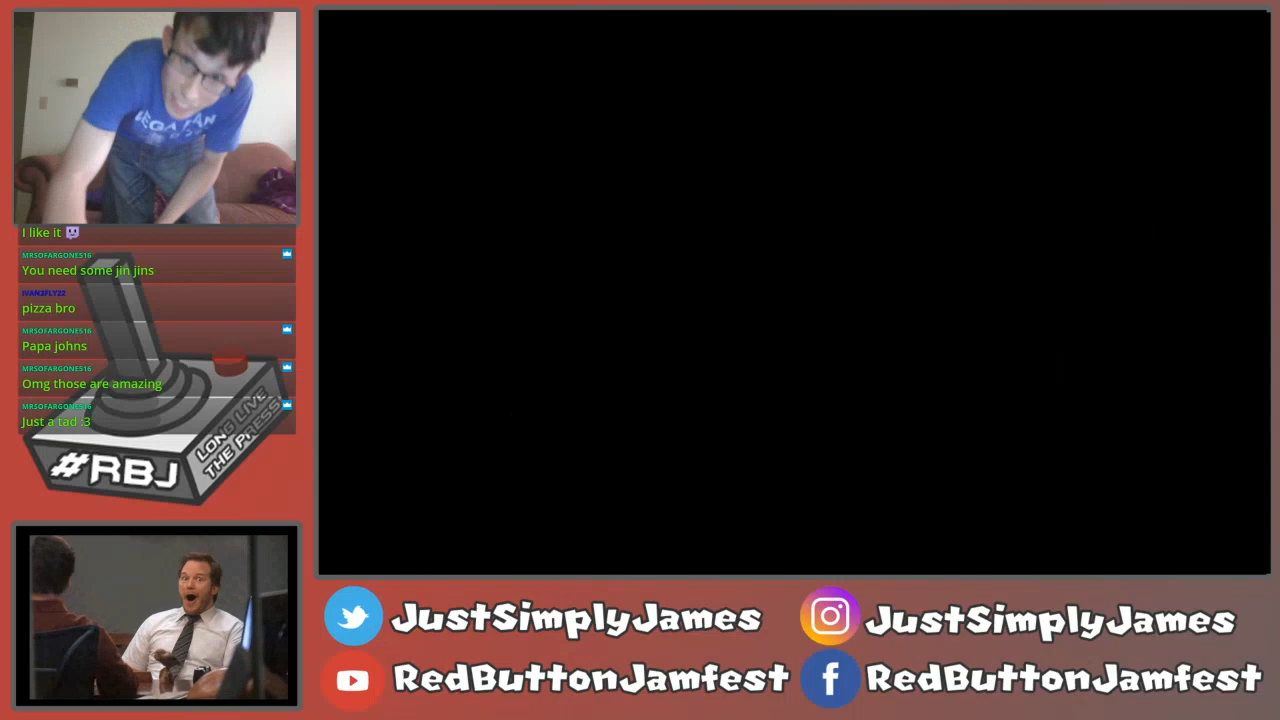 I like it
MRSOFARGONE516
You need some jin jins
IVAN2FLY22
pizza bro
MRSOFARGONE516
Papa johns
MRSOFARGONE516
Omg those are amazing
MRSOFARGONE516
Just a tad :3
#RBJ
LONG LIVE
THE PRESS
JustSimplyJames
JustSimplyJames
RedButtonJamfest
RedButtonJamfest